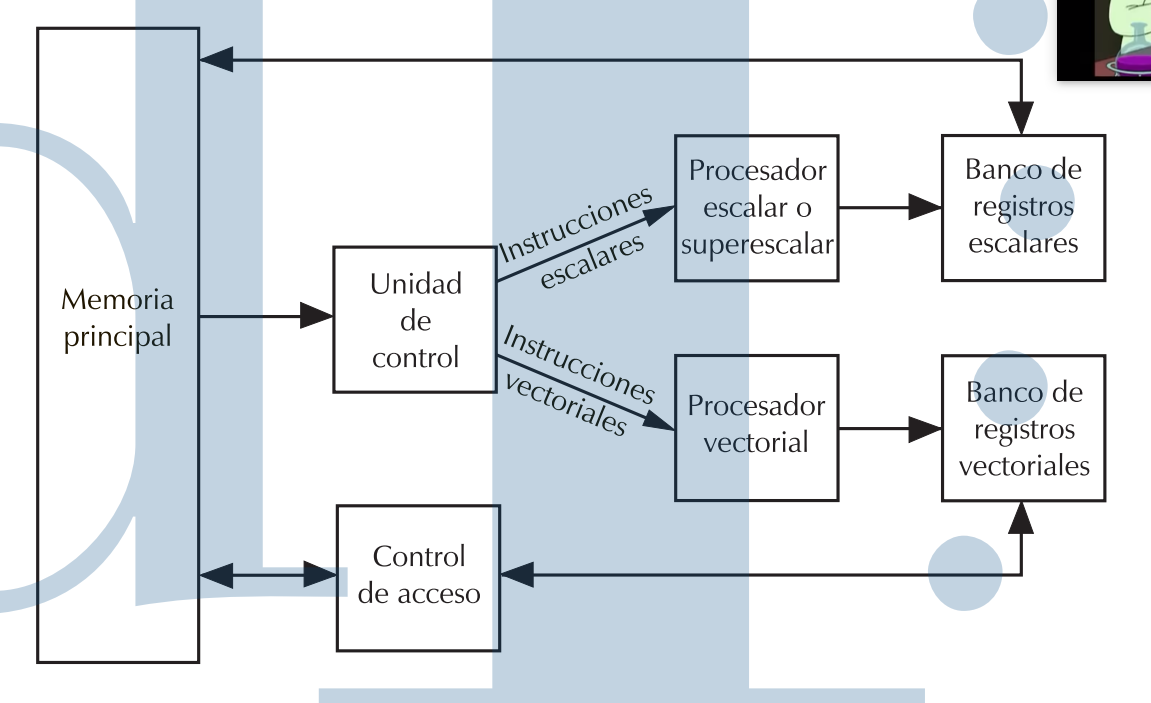 Memoria
principal
Unidad
de
control
Instrucciones
escalares
Instrucciones
vectoriales
Procesador
escalar o
superescalar
Banco de
registros
escalares
Procesador
vectorial
Banco de
registros
vectoriales
Control
de acceso